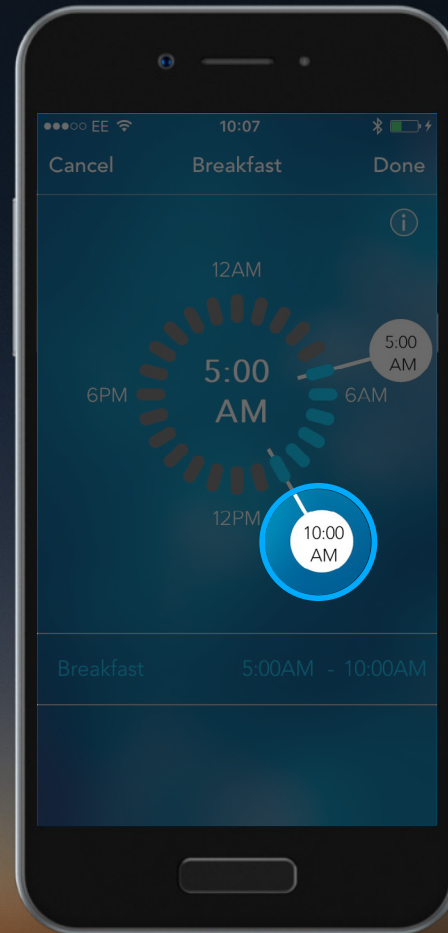 EE 10:07
Cancel Breakfast Done
12AM
5:00
AM
5:00
AM
6PM
6AM
12PM
10:00
AM
Breakfast 5:00AM - 10:00AM